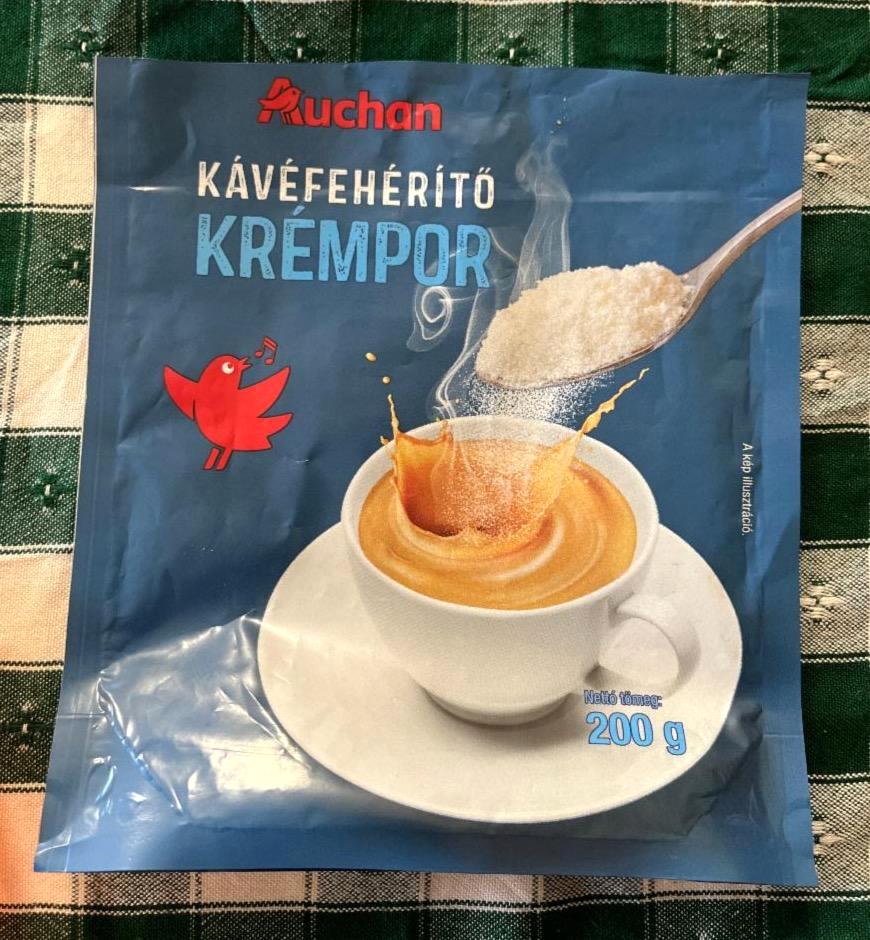 Auchan
KÁVÉFEHÉRÍTŐ
KRÉMPOR
A kép illusztráció.
Nettó tömeg:
200 g